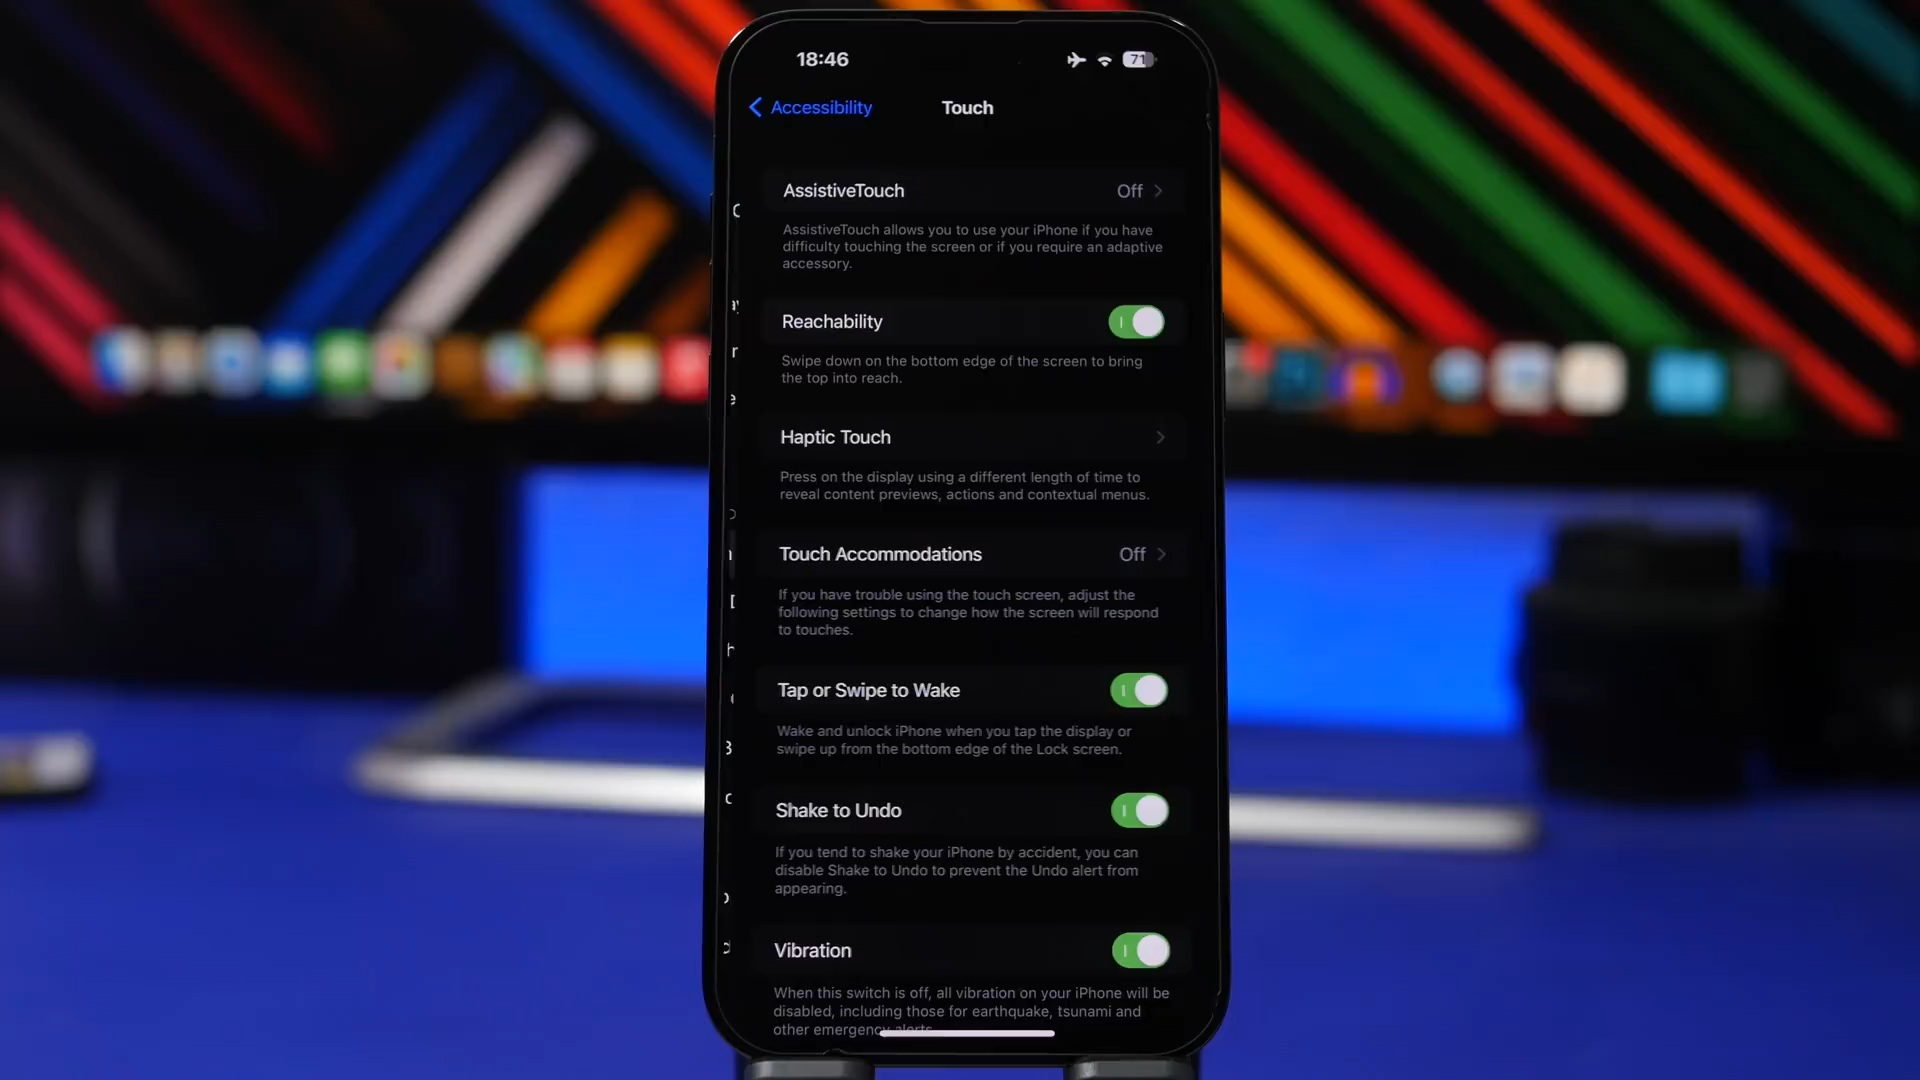 18:46
71
Accessibility
Touch
AssistiveTouch
Off
AssistiveTouch allows you to use your iPhone if you have
difficulty touching the screen or if you require an adaptive
accessory.
Reachability
Swipe down on the bottom edge of the screen to bring
the top into reach.
Haptic Touch
Press on the display using a different length of time to
reveal content previews, actions and contextual menus.
Touch Accommodations
Off
If you have trouble using the touch screen, adjust the
following settings to change how the screen will respond
to touches.
Tap or Swipe to Wake
Wake and unlock iPhone when you tap the display or
swipe up from the bottom edge of the Lock screen.
Shake to Undo
If you tend to shake your iPhone by accident, you can
disable Shake to Undo to prevent the Undo alert from
appearing.
Vibration
When this switch is off, all vibration on your iPhone will be
disabled, including those for earthquake, tsunami and
other emergency alerts.